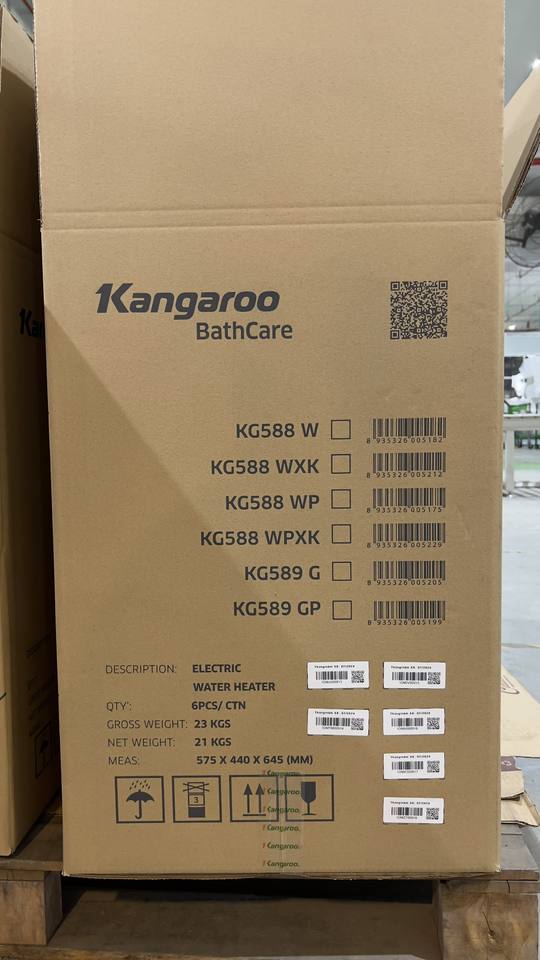 Kangaroo
BathCare
KG588 W
8 935326 005182
KG588 WXK
8 935326 005212
KG588 WP
8 935326 005175
KG588 WPXK
8 935326 005229
KG589 G
8 935326 005205
KG589 GP
8 935326 005199
DESCRIPTION: ELECTRIC
WATER HEATER
QTY': 6PCS/ CTN
GROSS WEIGHT: 23 KGS
NET WEIGHT: 21 KGS
MEAS: 575 X 440 X 645 (MM)
3
Kangaroo
Kangaroo
Kangaroo
Kangaroo
Kangaroo
Kangaroo